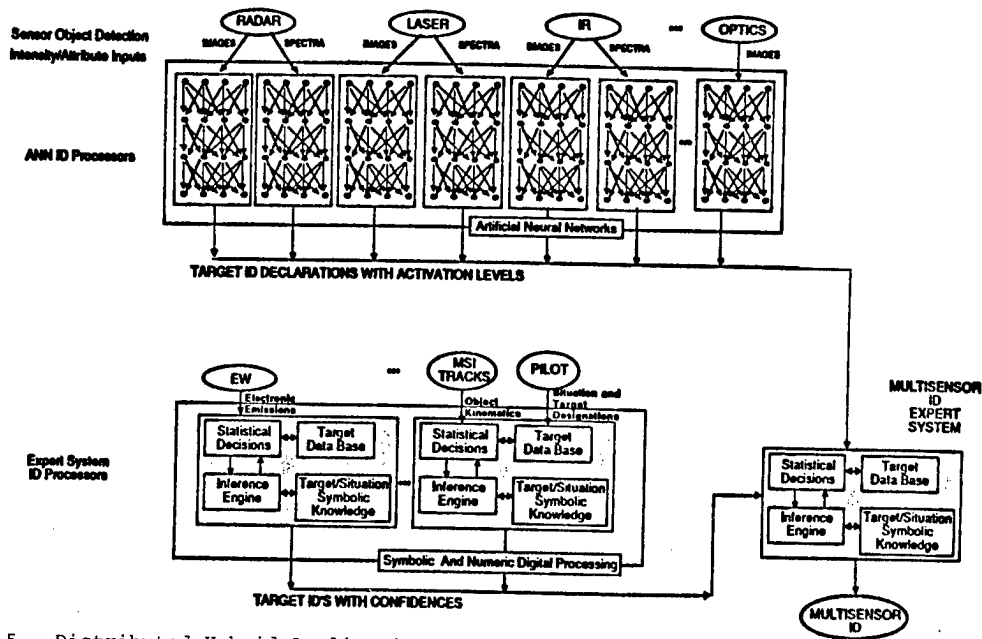 RADAR
LASER
IR
OPTICS
Sensor Object Detection
Intensity/Attribute Inputs
IMAGES
SPECTRA
IMAGES
SPECTRA
IMAGES
SPECTRA
IMAGES
ANN ID Processors
Artificial Neural Networks
TARGET ID DECLARATIONS WITH ACTIVATION LEVELS
EW
MSI
TRACKS
PILOT
Electronic
Emissions
Object
Kinematics
Situation and
Target
Designations
MULTISENSOR
ID
EXPERT
SYSTEM
Expert System
ID Processors
Statistical
Decisions
Target
Data Base
Inference
Engine
Target/Situation
Symbolic
Knowledge
Statistical
Decisions
Target
Data Base
Inference
Engine
Target/Situation
Symbolic
Knowledge
Statistical
Decisions
Target
Data Base
Inference
Engine
Target/Situation
Symbolic
Knowledge
Symbolic And Numeric Digital Processing
TARGET ID'S WITH CONFIDENCES
MULTISENSOR
ID